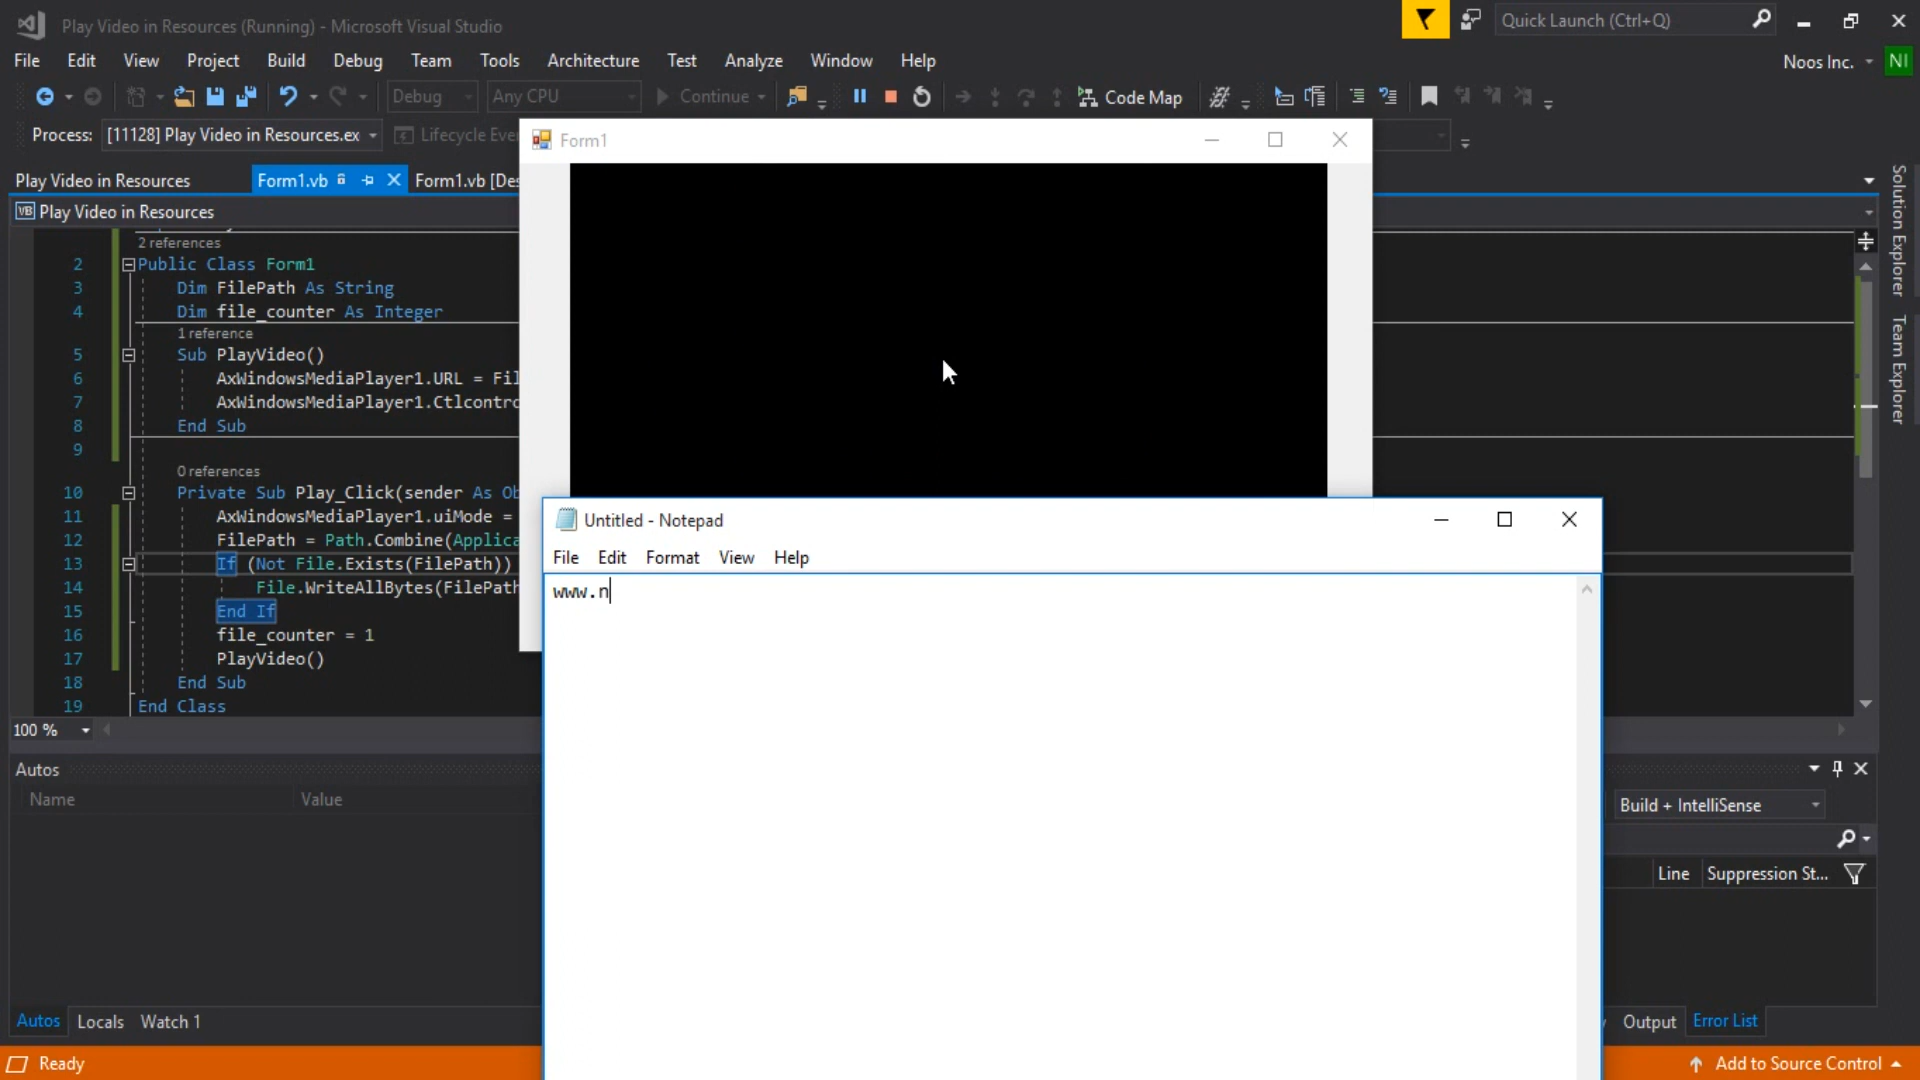 Play Video in Resources (Running) - Microsoft Visual Studio
Quick Launch (Ctrl+Q)
File Edit View Project Build Debug Team Tools Architecture Test Analyze Window Help
Noos Inc. NI
Debug Any CPU Continue Code Map
Process: [11128] Play Video in Resources.ex Lifecycle
Form1
Play Video in Resources Form1.vb Form1.vb
VB Play Video in Resources
2 references
2 Public Class Form1
3 Dim FilePath As String
4 Dim file_counter As Integer
1 reference
5 Sub PlayVideo()
6 AxWindowsMediaPlayer1.URL = Fil
7 AxWindowsMediaPlayer1.Ctlcontro
8 End Sub
9
0 references
10 Private Sub Play_Click(sender As Ob
11 AxWindowsMediaPlayer1.uiMode =
12 FilePath = Path.Combine(Applica
13 If (Not File.Exists(FilePath))
14 File.WriteAllBytes(FilePath
15 End If
16 file_counter = 1
17 PlayVideo()
18 End Sub
19 End Class
100 %
Untitled - Notepad
File Edit Format View Help
www.n
Solution Explorer
Team Explorer
Autos
Name Value
Build + IntelliSense
Line Suppression St...
Autos Locals Watch 1
Output Error List
Ready
Add to Source Control